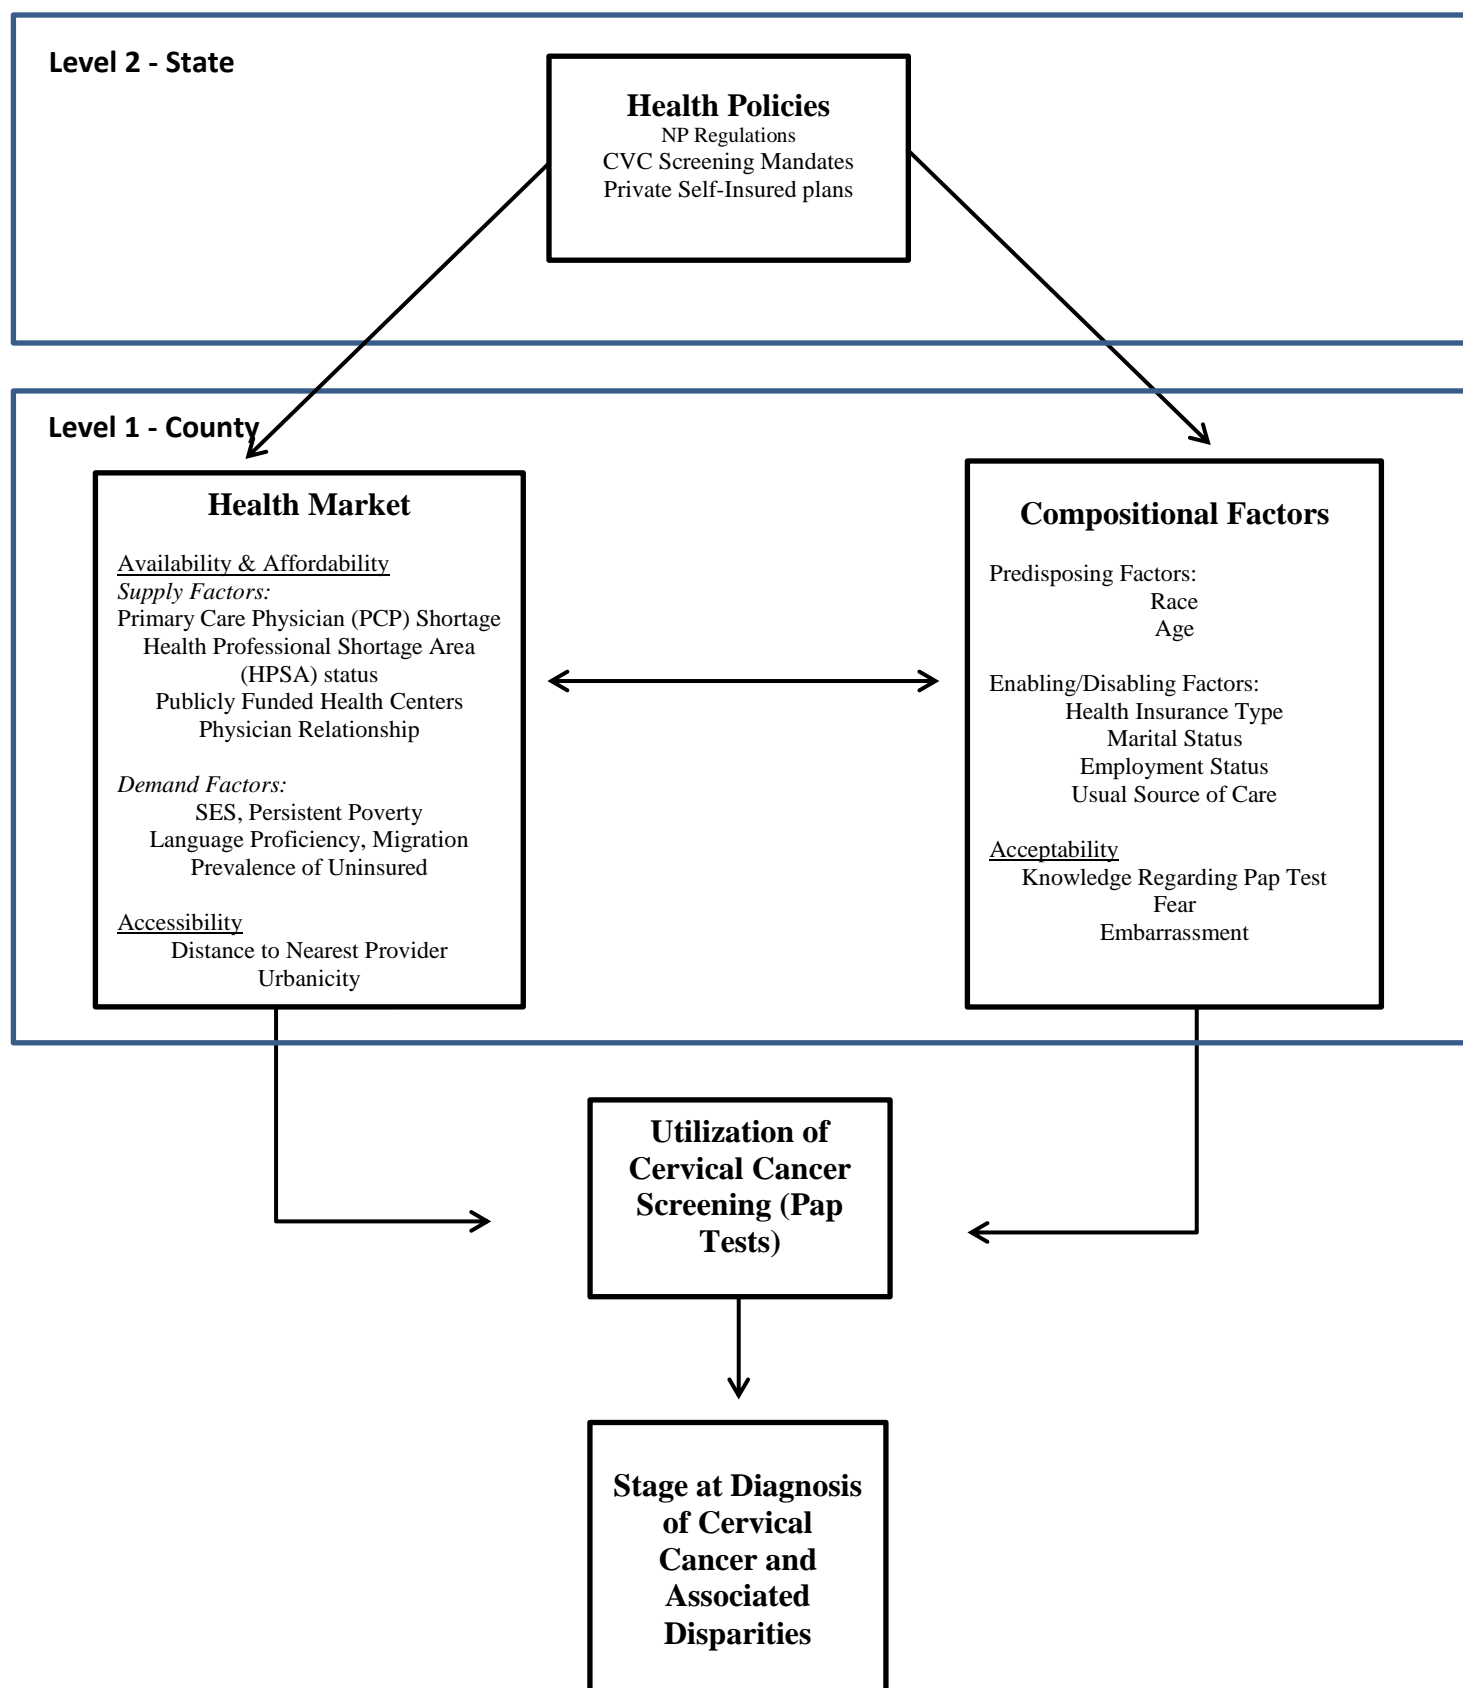 Level 2 - State
Health Policies
NP Regulations
CVC Screening Mandates
Private Self-Insured plans
Level 1 - County
Health Market
Availability & Affordability
Supply Factors:
Primary Care Physician (PCP) Shortage
Health Professional Shortage Area
(HPSA) status
Publicly Funded Health Centers
Physician Relationship
Demand Factors:
SES, Persistent Poverty
Language Proficiency, Migration
Prevalence of Uninsured
Accessibility
Distance to Nearest Provider
Urbanicity
Compositional Factors
Predisposing Factors:
Race
Age
Enabling/Disabling Factors:
Health Insurance Type
Marital Status
Employment Status
Usual Source of Care
Acceptability
Knowledge Regarding Pap Test
Fear
Embarrassment
Utilization of
Cervical Cancer
Screening (Pap
Tests)
Stage at Diagnosis
of Cervical
Cancer and
Associated
Disparities